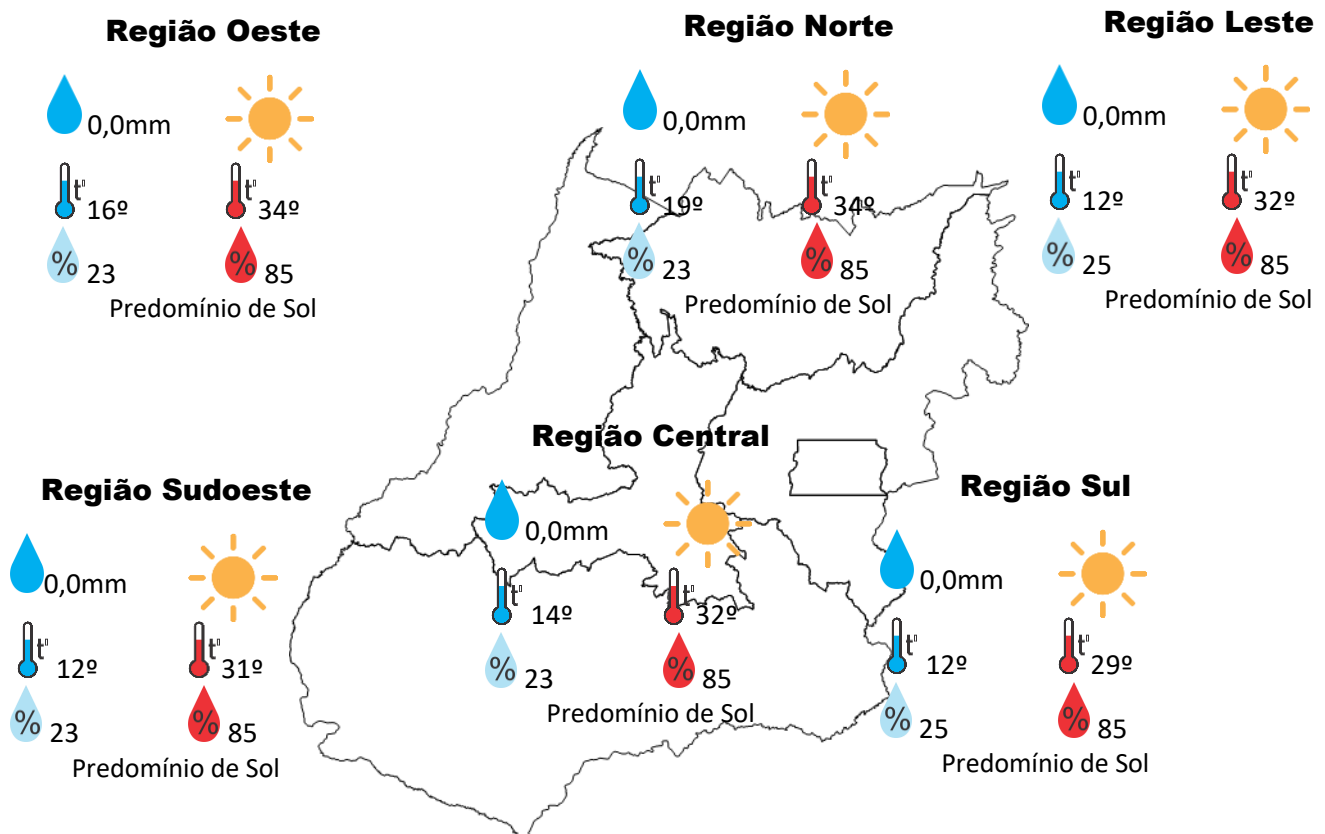 Região Oeste
0,0mm
t°
16º
t°
34º
%
23
%
85
Predomínio de Sol
Região Norte
0,0mm
t°
19º
t°
34º
%
23
%
85
Predomínio de Sol
Região Leste
0,0mm
t°
12º
t°
32º
%
25
%
85
Predomínio de Sol
Região Sudoeste
0,0mm
t°
12º
t°
31º
%
23
%
85
Predomínio de Sol
Região Central
0,0mm
t°
14º
t°
32º
%
23
%
85
Predomínio de Sol
Região Sul
0,0mm
t°
12º
t°
29º
%
25
%
85
Predomínio de Sol